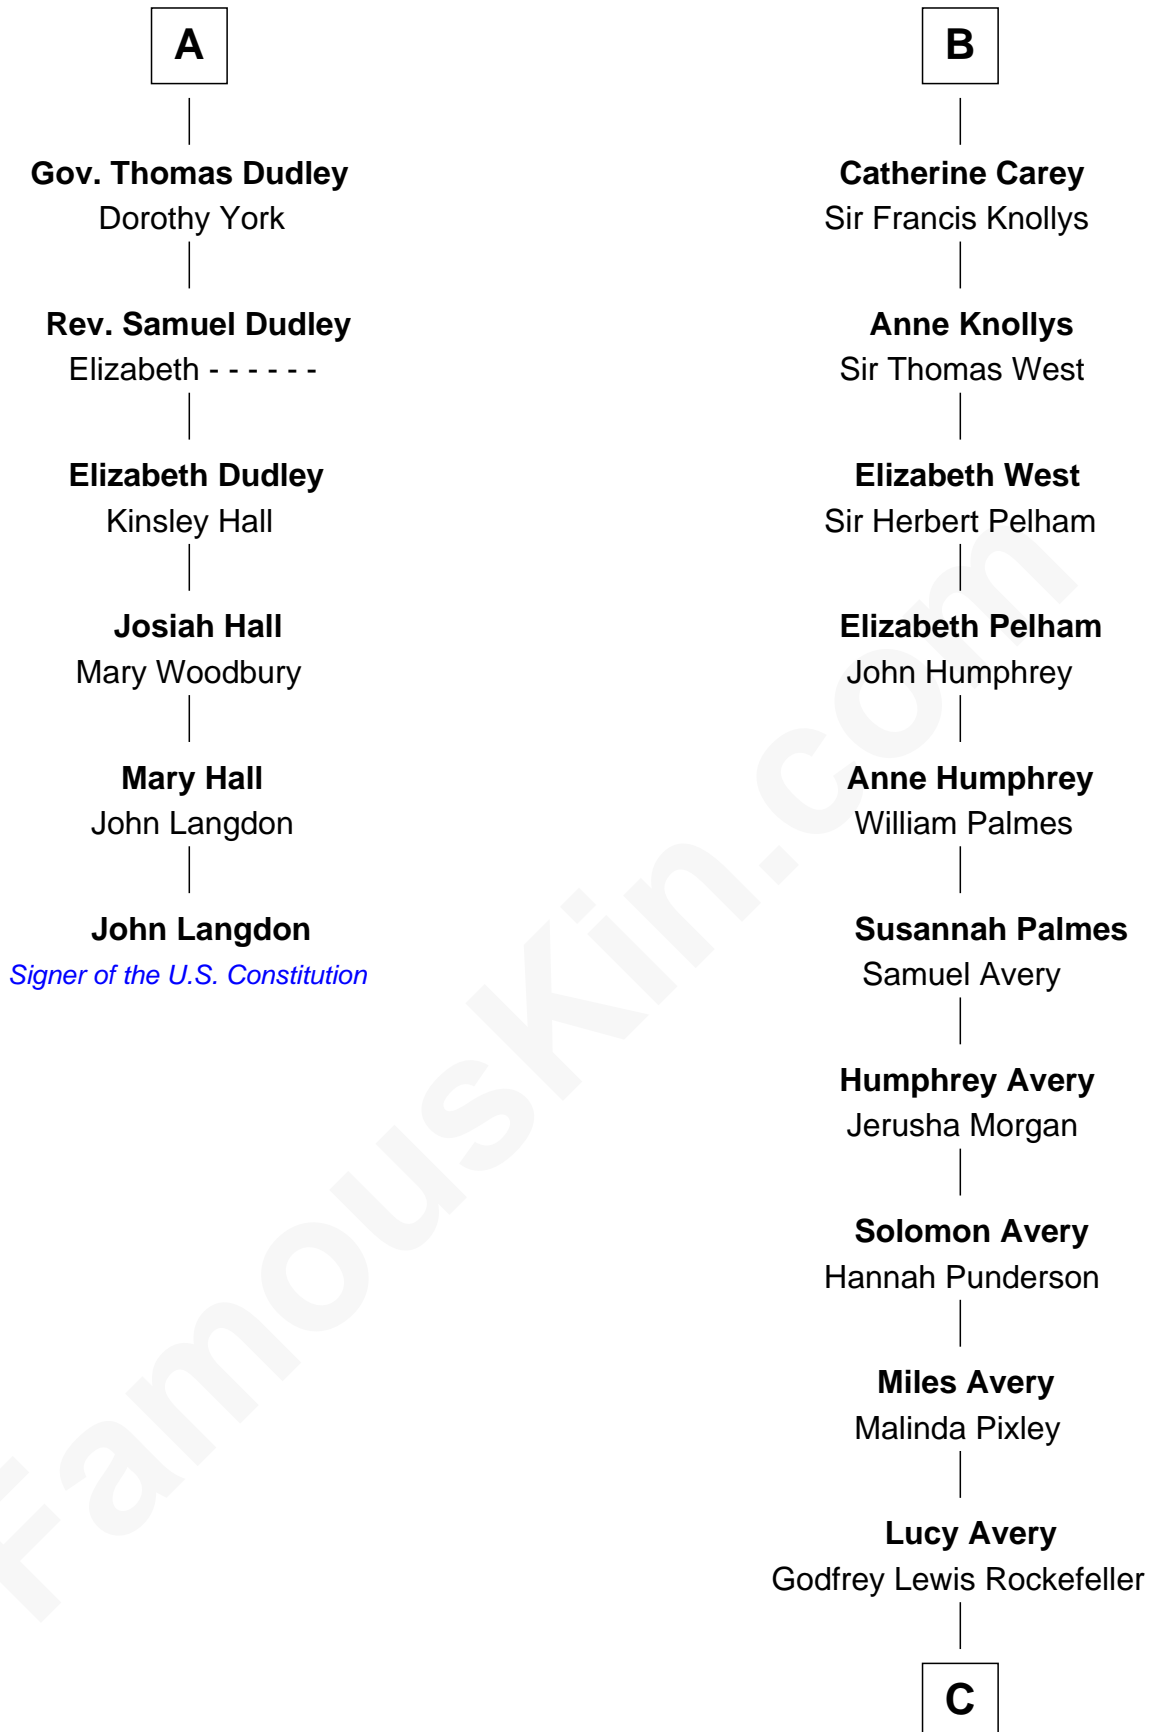 A
Gov. Thomas Dudley
Dorothy York
Rev. Samuel Dudley
Elizabeth - - - - - -
Elizabeth Dudley
Kinsley Hall
Josiah Hall
Mary Woodbury
Mary Hall
John Langdon
John Langdon
Signer of the U.S. Constitution
B
Catherine Carey
Sir Francis Knollys
Anne Knollys
Sir Thomas West
Elizabeth West
Sir Herbert Pelham
Elizabeth Pelham
John Humphrey
Anne Humphrey
William Palmes
Susannah Palmes
Samuel Avery
Humphrey Avery
Jerusha Morgan
Solomon Avery
Hannah Punderson
Miles Avery
Malinda Pixley
Lucy Avery
Godfrey Lewis Rockefeller
C
FamousKin.com